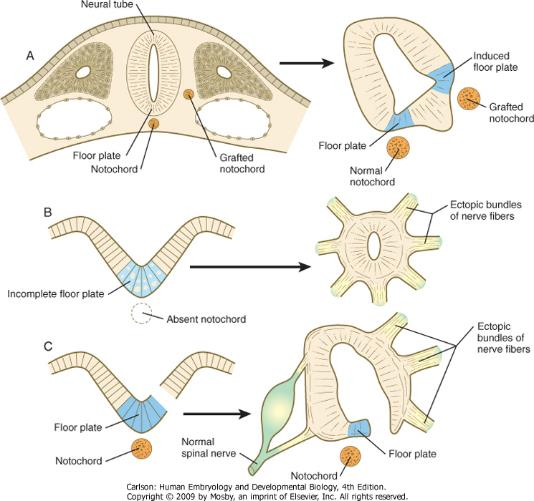 Neural tube
A
Induced
floor plate
Grafted
notochord
Floor plate
Notochord
Grafted
notochord
Floor plate
Normal
notochord
B
Ectopic bundles
of nerve fibers
Incomplete floor plate
Absent notochord
C
Ectopic
bundles of
nerve fibers
Floor plate
Normal
spinal nerve
Floor plate
Notochord
Notochord
Carlson: Human Embryology and Developmental Biology, 4th Edition.
Copyright © 2009 by Mosby, an imprint of Elsevier, Inc. All rights reserved.